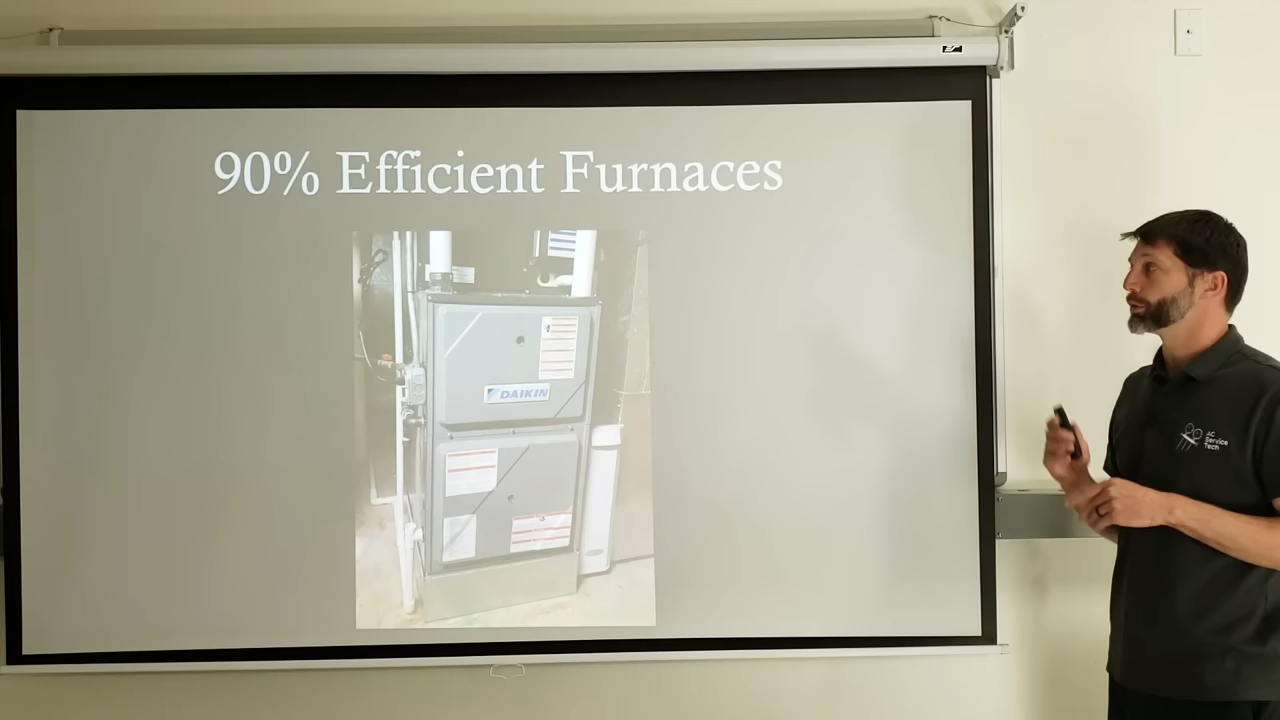 90% Efficient Furnaces
DAIKIN
AC
Service
Tech